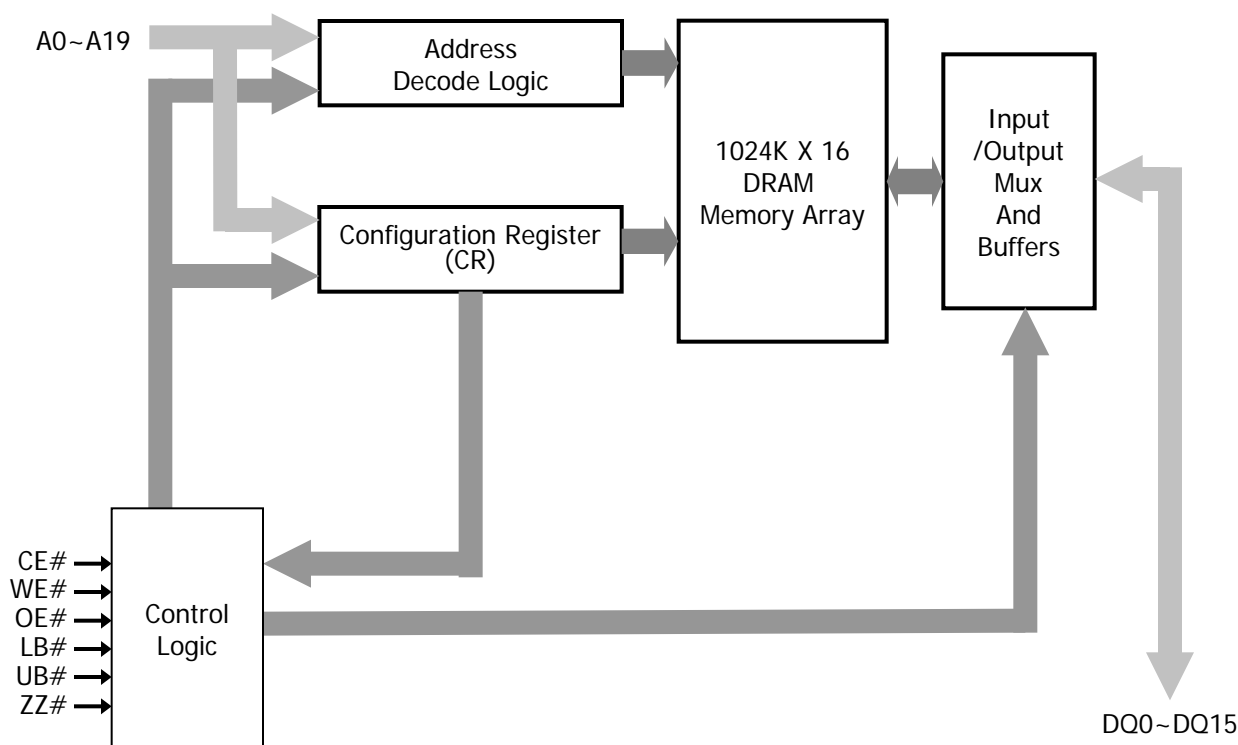 A0~A19
Address
Decode Logic
Configuration Register
(CR)
1024K X 16
DRAM
Memory Array
Input
/Output
Mux
And
Buffers
CE#
WE#
OE#
LB#
UB#
ZZ#
Control
Logic
DQ0~DQ15